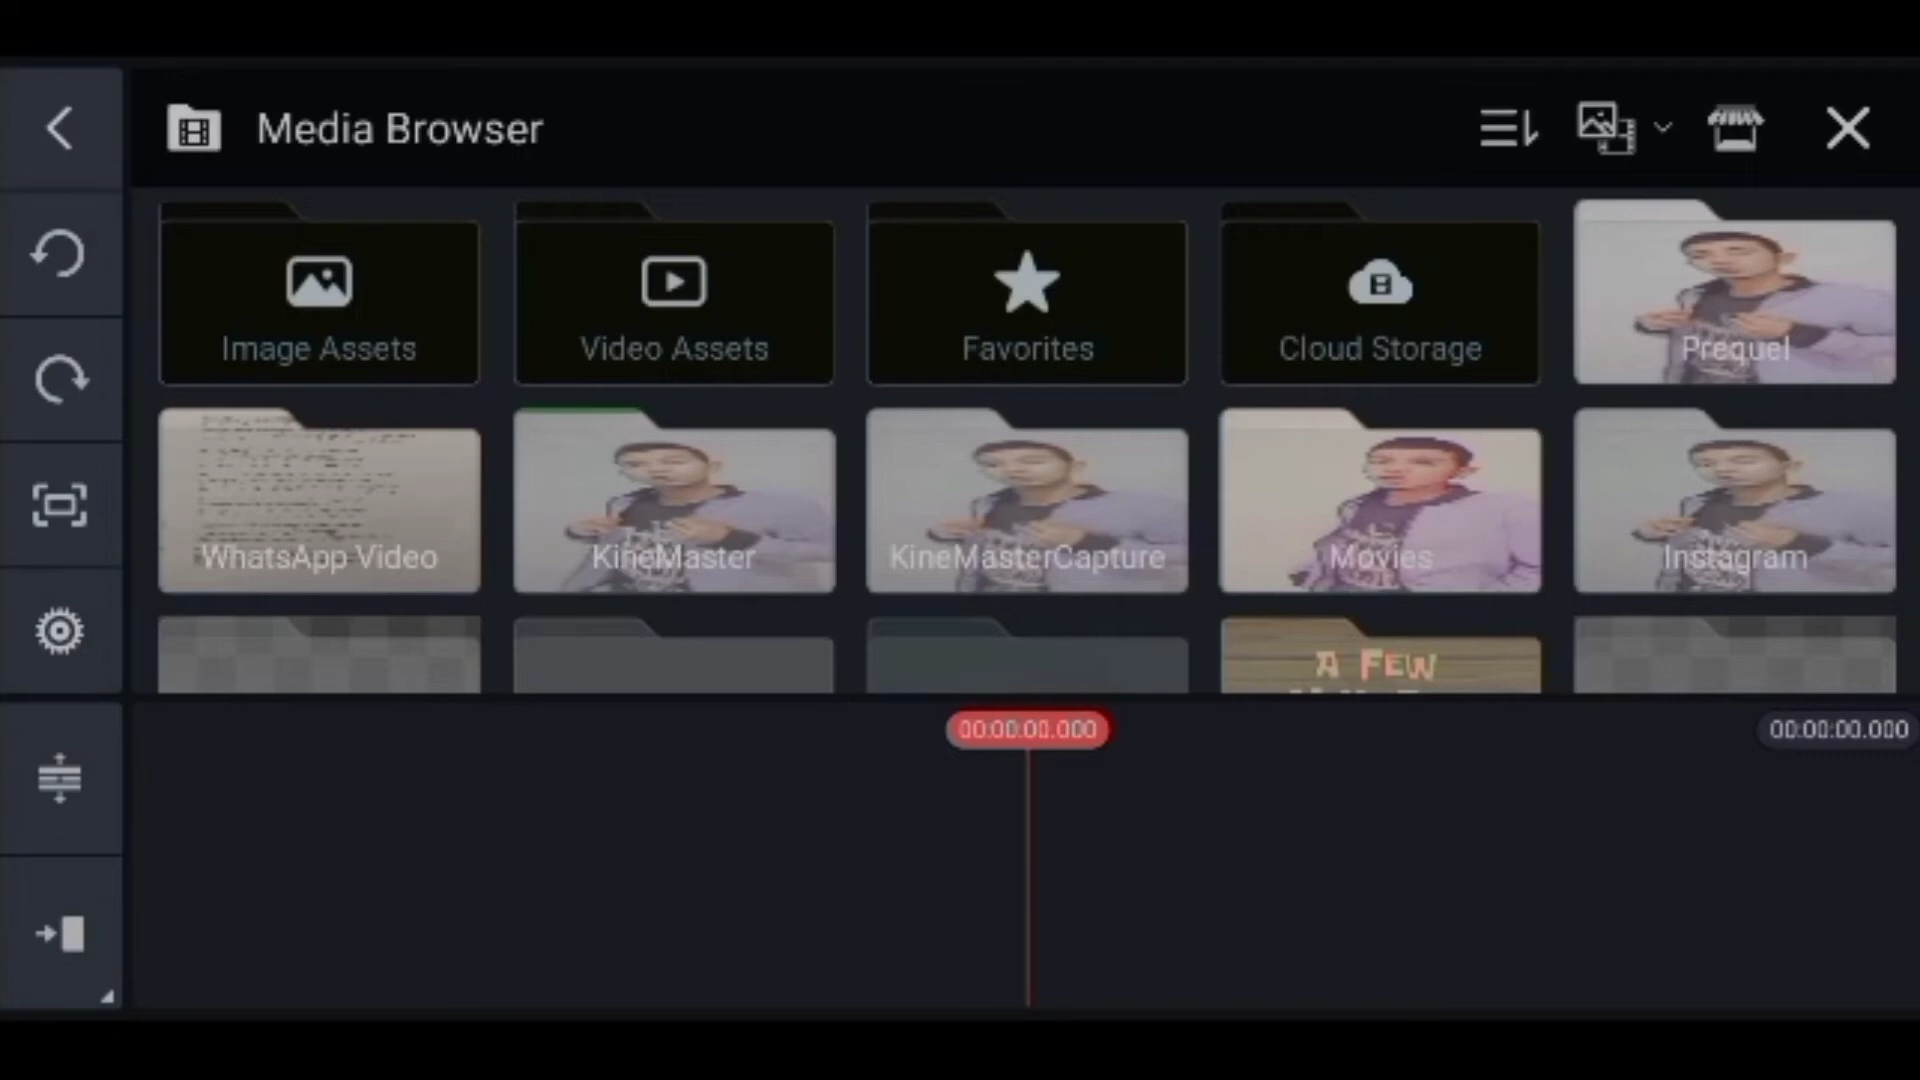 Media Browser
Image Assets
Video Assets
Favorites
Cloud Storage
Prequel
WhatsApp Video
KineMaster
KineMasterCapture
Movies
Instagram
A FEW
00:00:00.000
00:00:00.000